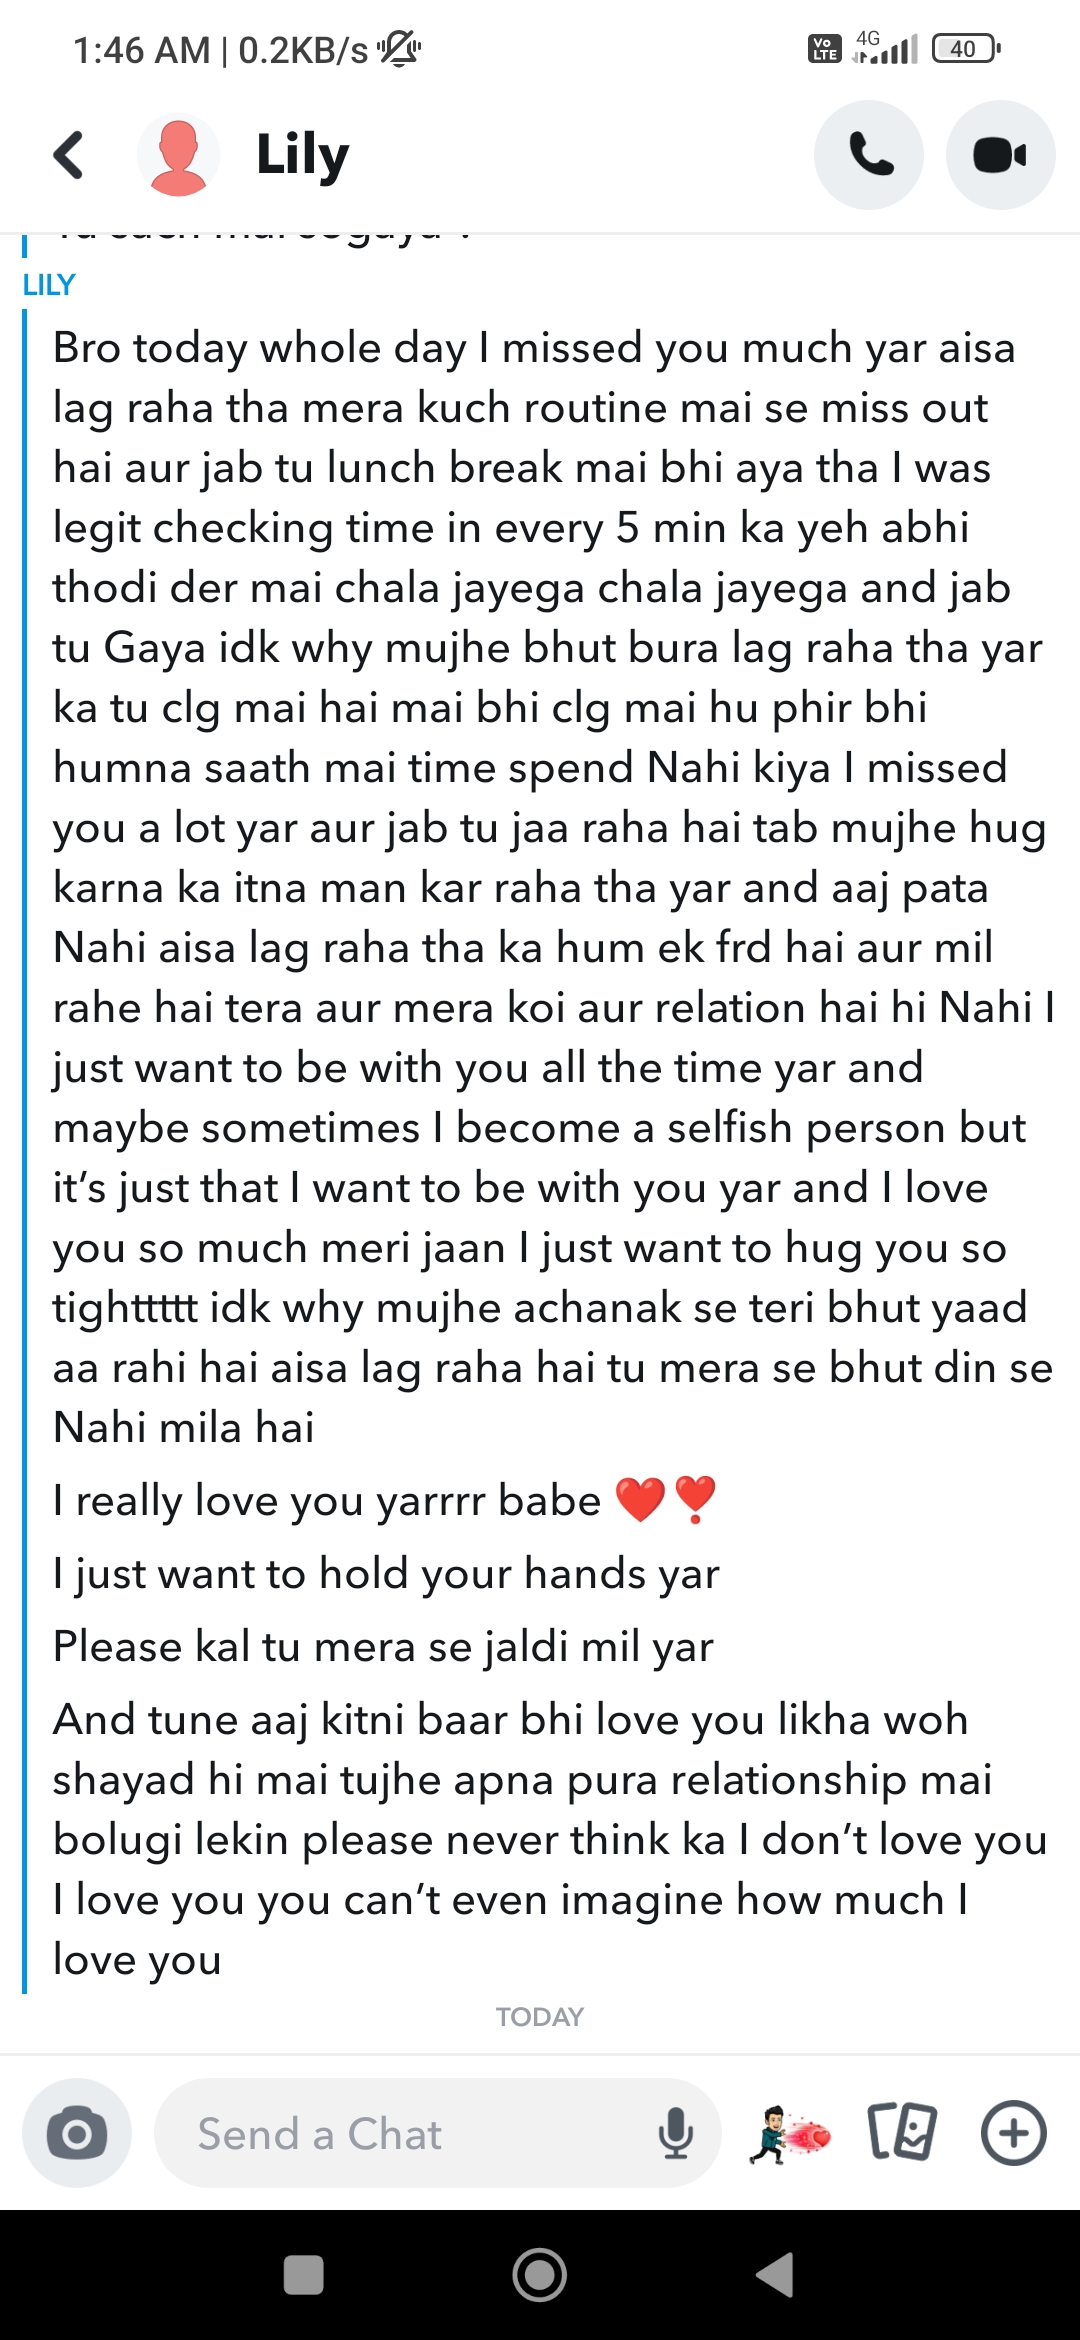 1:46 AM | 0.2KB/s
Vo LTE 4G 40
Lily
LILY
Bro today whole day I missed you much yar aisa
lag raha tha mera kuch routine mai se miss out
hai aur jab tu lunch break mai bhi aya tha I was
legit checking time in every 5 min ka yeh abhi
thodi der mai chala jayega chala jayega and jab
tu Gaya idk why mujhe bhut bura lag raha tha yar
ka tu clg mai hai mai bhi clg mai hu phir bhi
humna saath mai time spend Nahi kiya I missed
you a lot yar aur jab tu jaa raha hai tab mujhe hug
karna ka itna man kar raha tha yar and aaj pata
Nahi aisa lag raha tha ka hum ek frd hai aur mil
rahe hai tera aur mera koi aur relation hai hi Nahi I
just want to be with you all the time yar and
maybe sometimes I become a selfish person but
it’s just that I want to be with you yar and I love
you so much meri jaan I just want to hug you so
tighttttt idk why mujhe achanak se teri bhut yaad
aa rahi hai aisa lag raha hai tu mera se bhut din se
Nahi mila hai
I really love you yarrrr babe ❤️❣️
I just want to hold your hands yar
Please kal tu mera se jaldi mil yar
And tune aaj kitni baar bhi love you likha woh
shayad hi mai tujhe apna pura relationship mai
bolugi lekin please never think ka I don’t love you
I love you you can’t even imagine how much I
love you
TODAY
Send a Chat